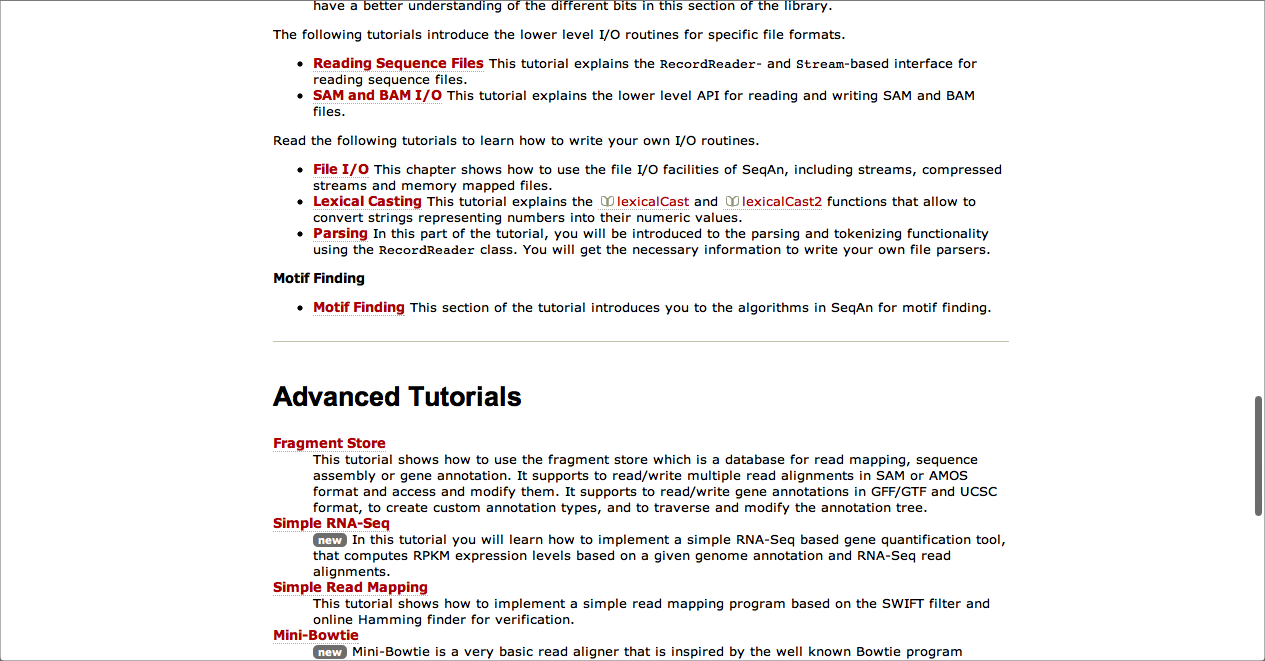 have a better understanding of the different bits in this section of the library.
The following tutorials introduce the lower level I/O routines for specific file formats.
• Reading Sequence Files This tutorial explains the RecordReader- and Stream-based interface for
reading sequence files.
• SAM and BAM I/O This tutorial explains the lower level API for reading and writing SAM and BAM
files.
Read the following tutorials to learn how to write your own I/O routines.
• File I/O This chapter shows how to use the file I/O facilities of SeqAn, including streams, compressed
streams and memory mapped files.
• Lexical Casting This tutorial explains the lexicalCast and lexicalCast2 functions that allow to
convert strings representing numbers into their numeric values.
• Parsing In this part of the tutorial, you will be introduced to the parsing and tokenizing functionality
using the RecordReader class. You will get the necessary information to write your own file parsers.
Motif Finding
• Motif Finding This section of the tutorial introduces you to the algorithms in SeqAn for motif finding.
Advanced Tutorials
Fragment Store
This tutorial shows how to use the fragment store which is a database for read mapping, sequence
assembly or gene annotation. It supports to read/write multiple read alignments in SAM or AMOS
format and access and modify them. It supports to read/write gene annotations in GFF/GTF and UCSC
format, to create custom annotation types, and to traverse and modify the annotation tree.
Simple RNA-Seq
new In this tutorial you will learn how to implement a simple RNA-Seq based gene quantification tool,
that computes RPKM expression levels based on a given genome annotation and RNA-Seq read
alignments.
Simple Read Mapping
This tutorial shows how to implement a simple read mapping program based on the SWIFT filter and
online Hamming finder for verification.
Mini-Bowtie
new Mini-Bowtie is a very basic read aligner that is inspired by the well known Bowtie program